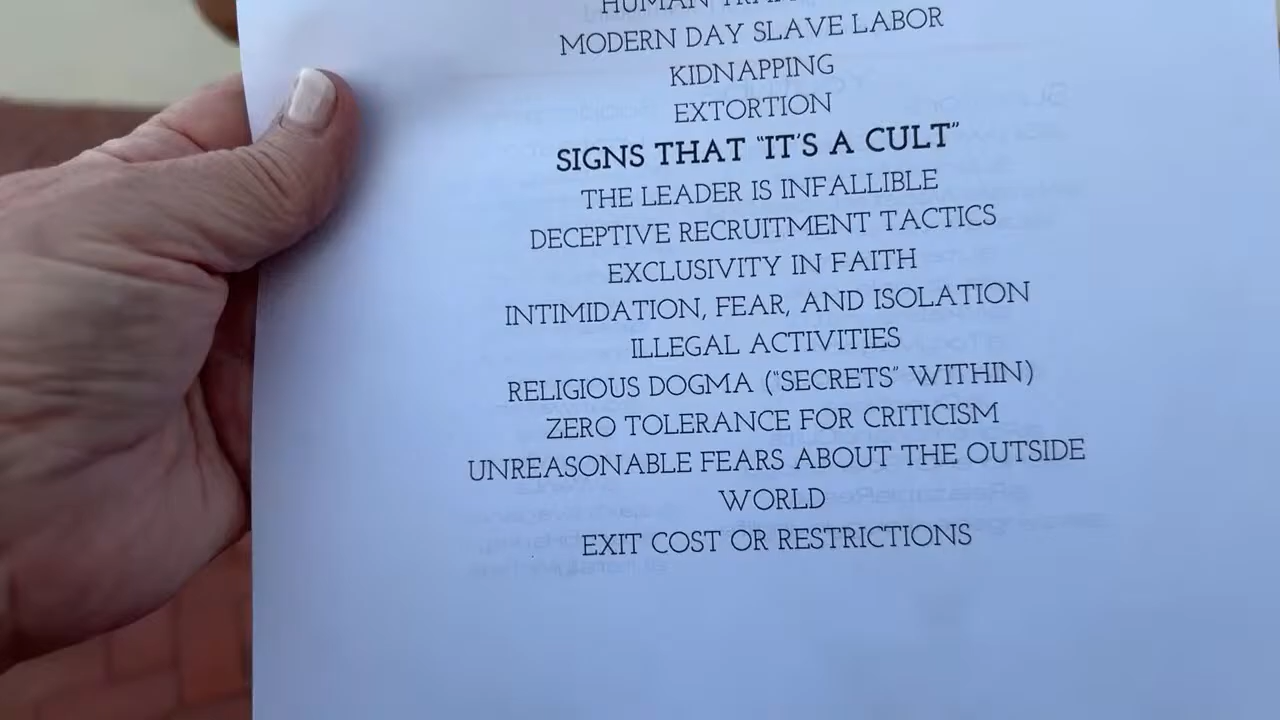 HUMAN
MODERN DAY SLAVE LABOR
KIDNAPPING
EXTORTION
SIGNS THAT "IT'S A CULT"
THE LEADER IS INFALLIBLE
DECEPTIVE RECRUITMENT TACTICS
EXCLUSIVITY IN FAITH
INTIMIDATION, FEAR, AND ISOLATION
ILLEGAL ACTIVITIES
RELIGIOUS DOGMA ("SECRETS" WITHIN)
ZERO TOLERANCE FOR CRITICISM
UNREASONABLE FEARS ABOUT THE OUTSIDE
WORLD
EXIT COST OR RESTRICTIONS